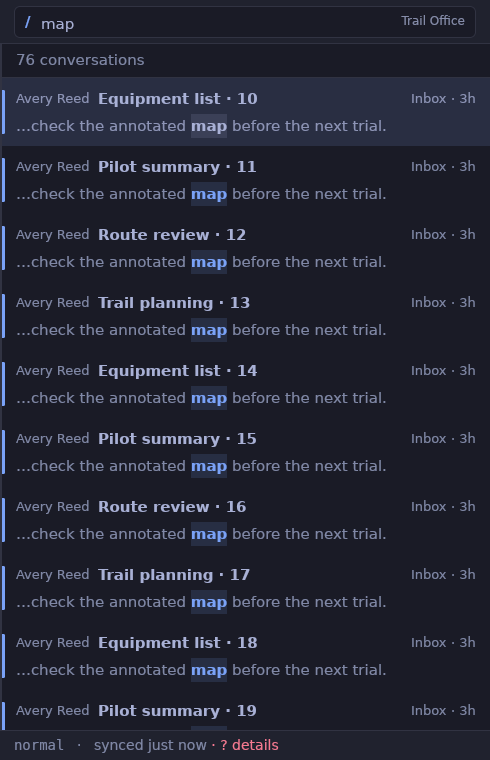 / map Trail Office
76 conversations
Avery Reed Equipment list · 10 Inbox · 3h
...check the annotated map before the next trial.
Avery Reed Pilot summary · 11 Inbox · 3h
...check the annotated map before the next trial.
Avery Reed Route review · 12 Inbox · 3h
...check the annotated map before the next trial.
Avery Reed Trail planning · 13 Inbox · 3h
...check the annotated map before the next trial.
Avery Reed Equipment list · 14 Inbox · 3h
...check the annotated map before the next trial.
Avery Reed Pilot summary · 15 Inbox · 3h
...check the annotated map before the next trial.
Avery Reed Route review · 16 Inbox · 3h
...check the annotated map before the next trial.
Avery Reed Trail planning · 17 Inbox · 3h
...check the annotated map before the next trial.
Avery Reed Equipment list · 18 Inbox · 3h
...check the annotated map before the next trial.
Avery Reed Pilot summary · 19 Inbox · 3h
normal · synced just now · ? details